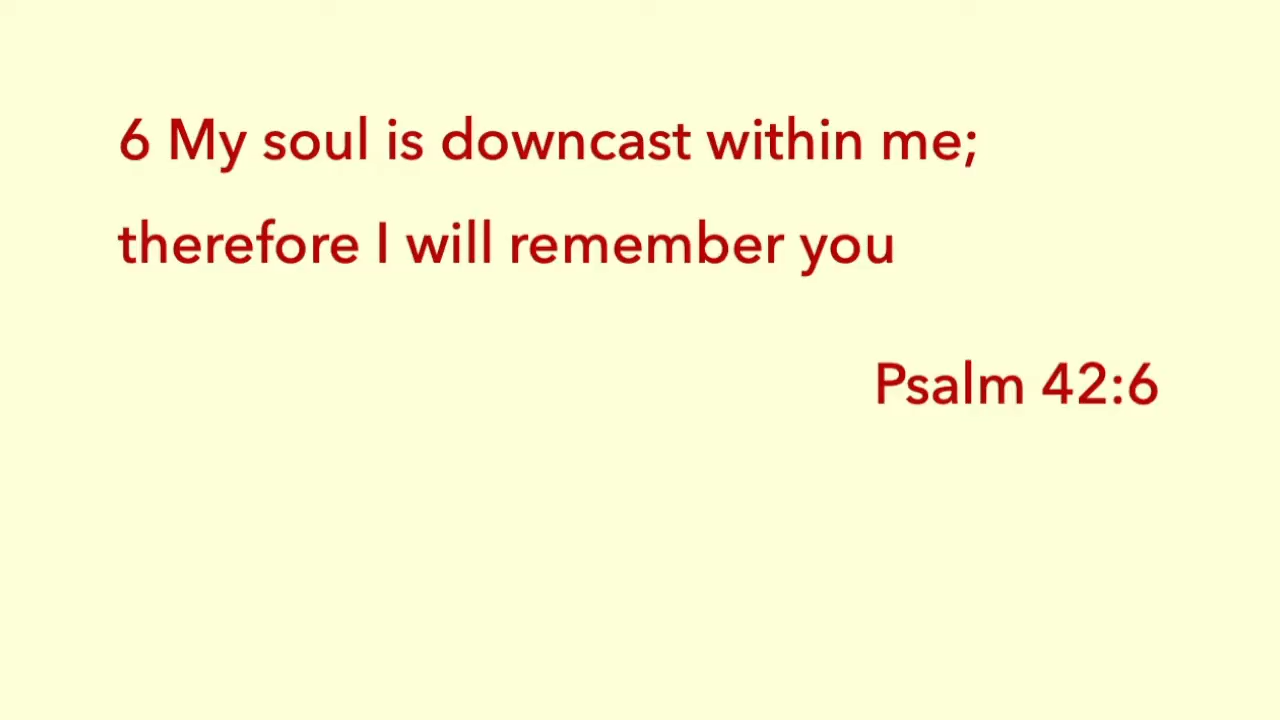 6 My soul is downcast within me;
therefore I will remember you
Psalm 42:6